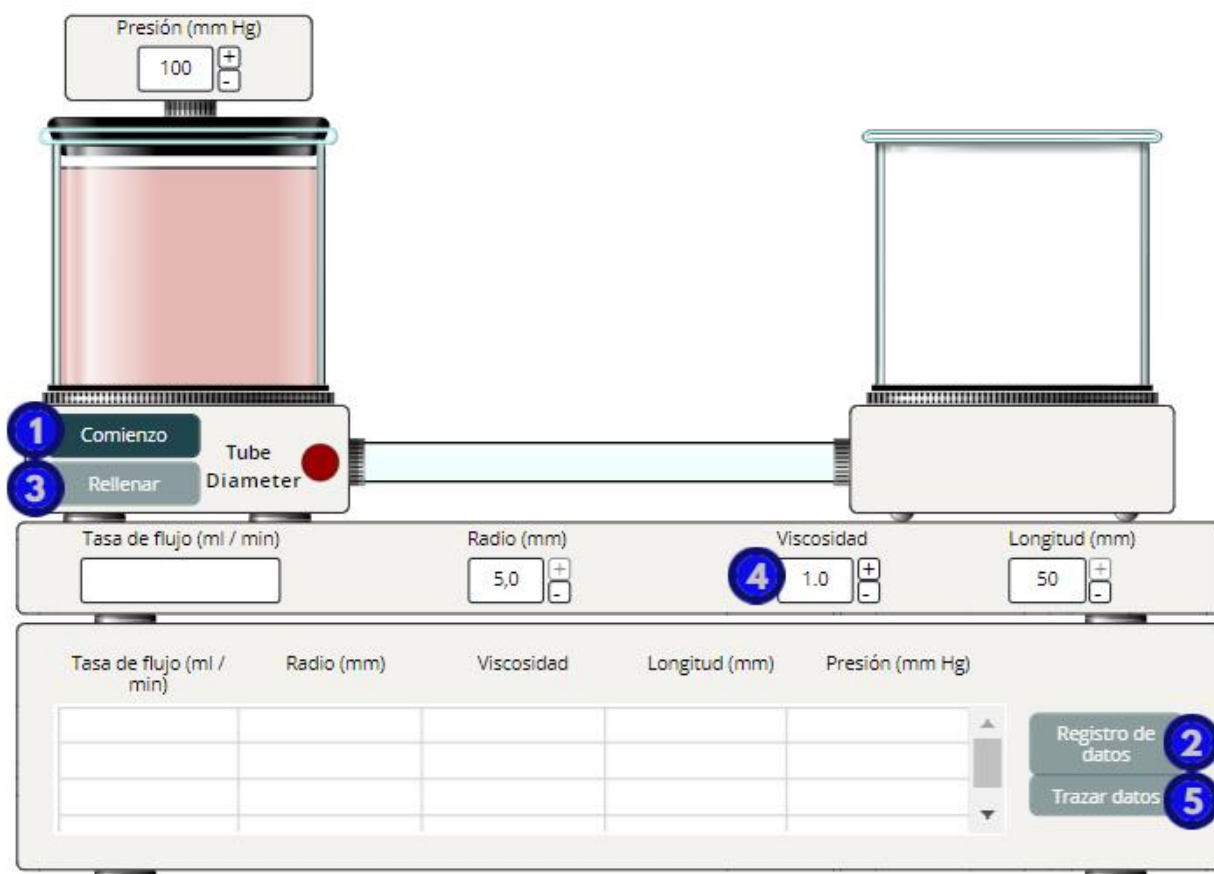 Presión (mm Hg)
100
+
-
1
Comienzo
3
Rellenar
Tube
Diameter
Tasa de flujo (ml / min)
Radio (mm)
5,0
+
-
Viscosidad
4
1.0
+
-
Longitud (mm)
50
+
-
Tasa de flujo (ml /
min)
Radio (mm)
Viscosidad
Longitud (mm)
Presión (mm Hg)
Registro de
datos
2
Trazar datos
5